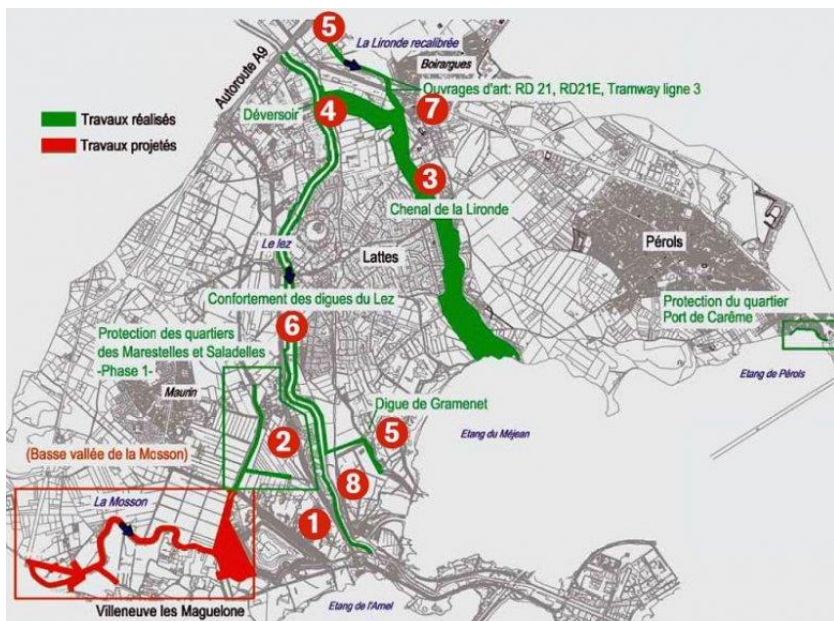 5
La Lironde recalibrée
Boirargues
Autoroute A9
Ouvrages d'art: RD 21, RD21E, Tramway ligne 3
Déversoir
4
7
Travaux réalisés
Travaux projetés
3
Chenal de la Lironde
Le lez
Lattes
Pérols
Confortement des digues du Lez
Protection du quartier
Port de Carême
6
Protection des quartiers
des Marestelles et Saladelles
-Phase 1-
Etang de Pérols
Maurin
Digue de Gramenet
5
Etang du Méjean
2
(Basse vallée de la Mosson)
8
La Mosson
1
Villeneuve les Maguelone
Etang de l'Arnel